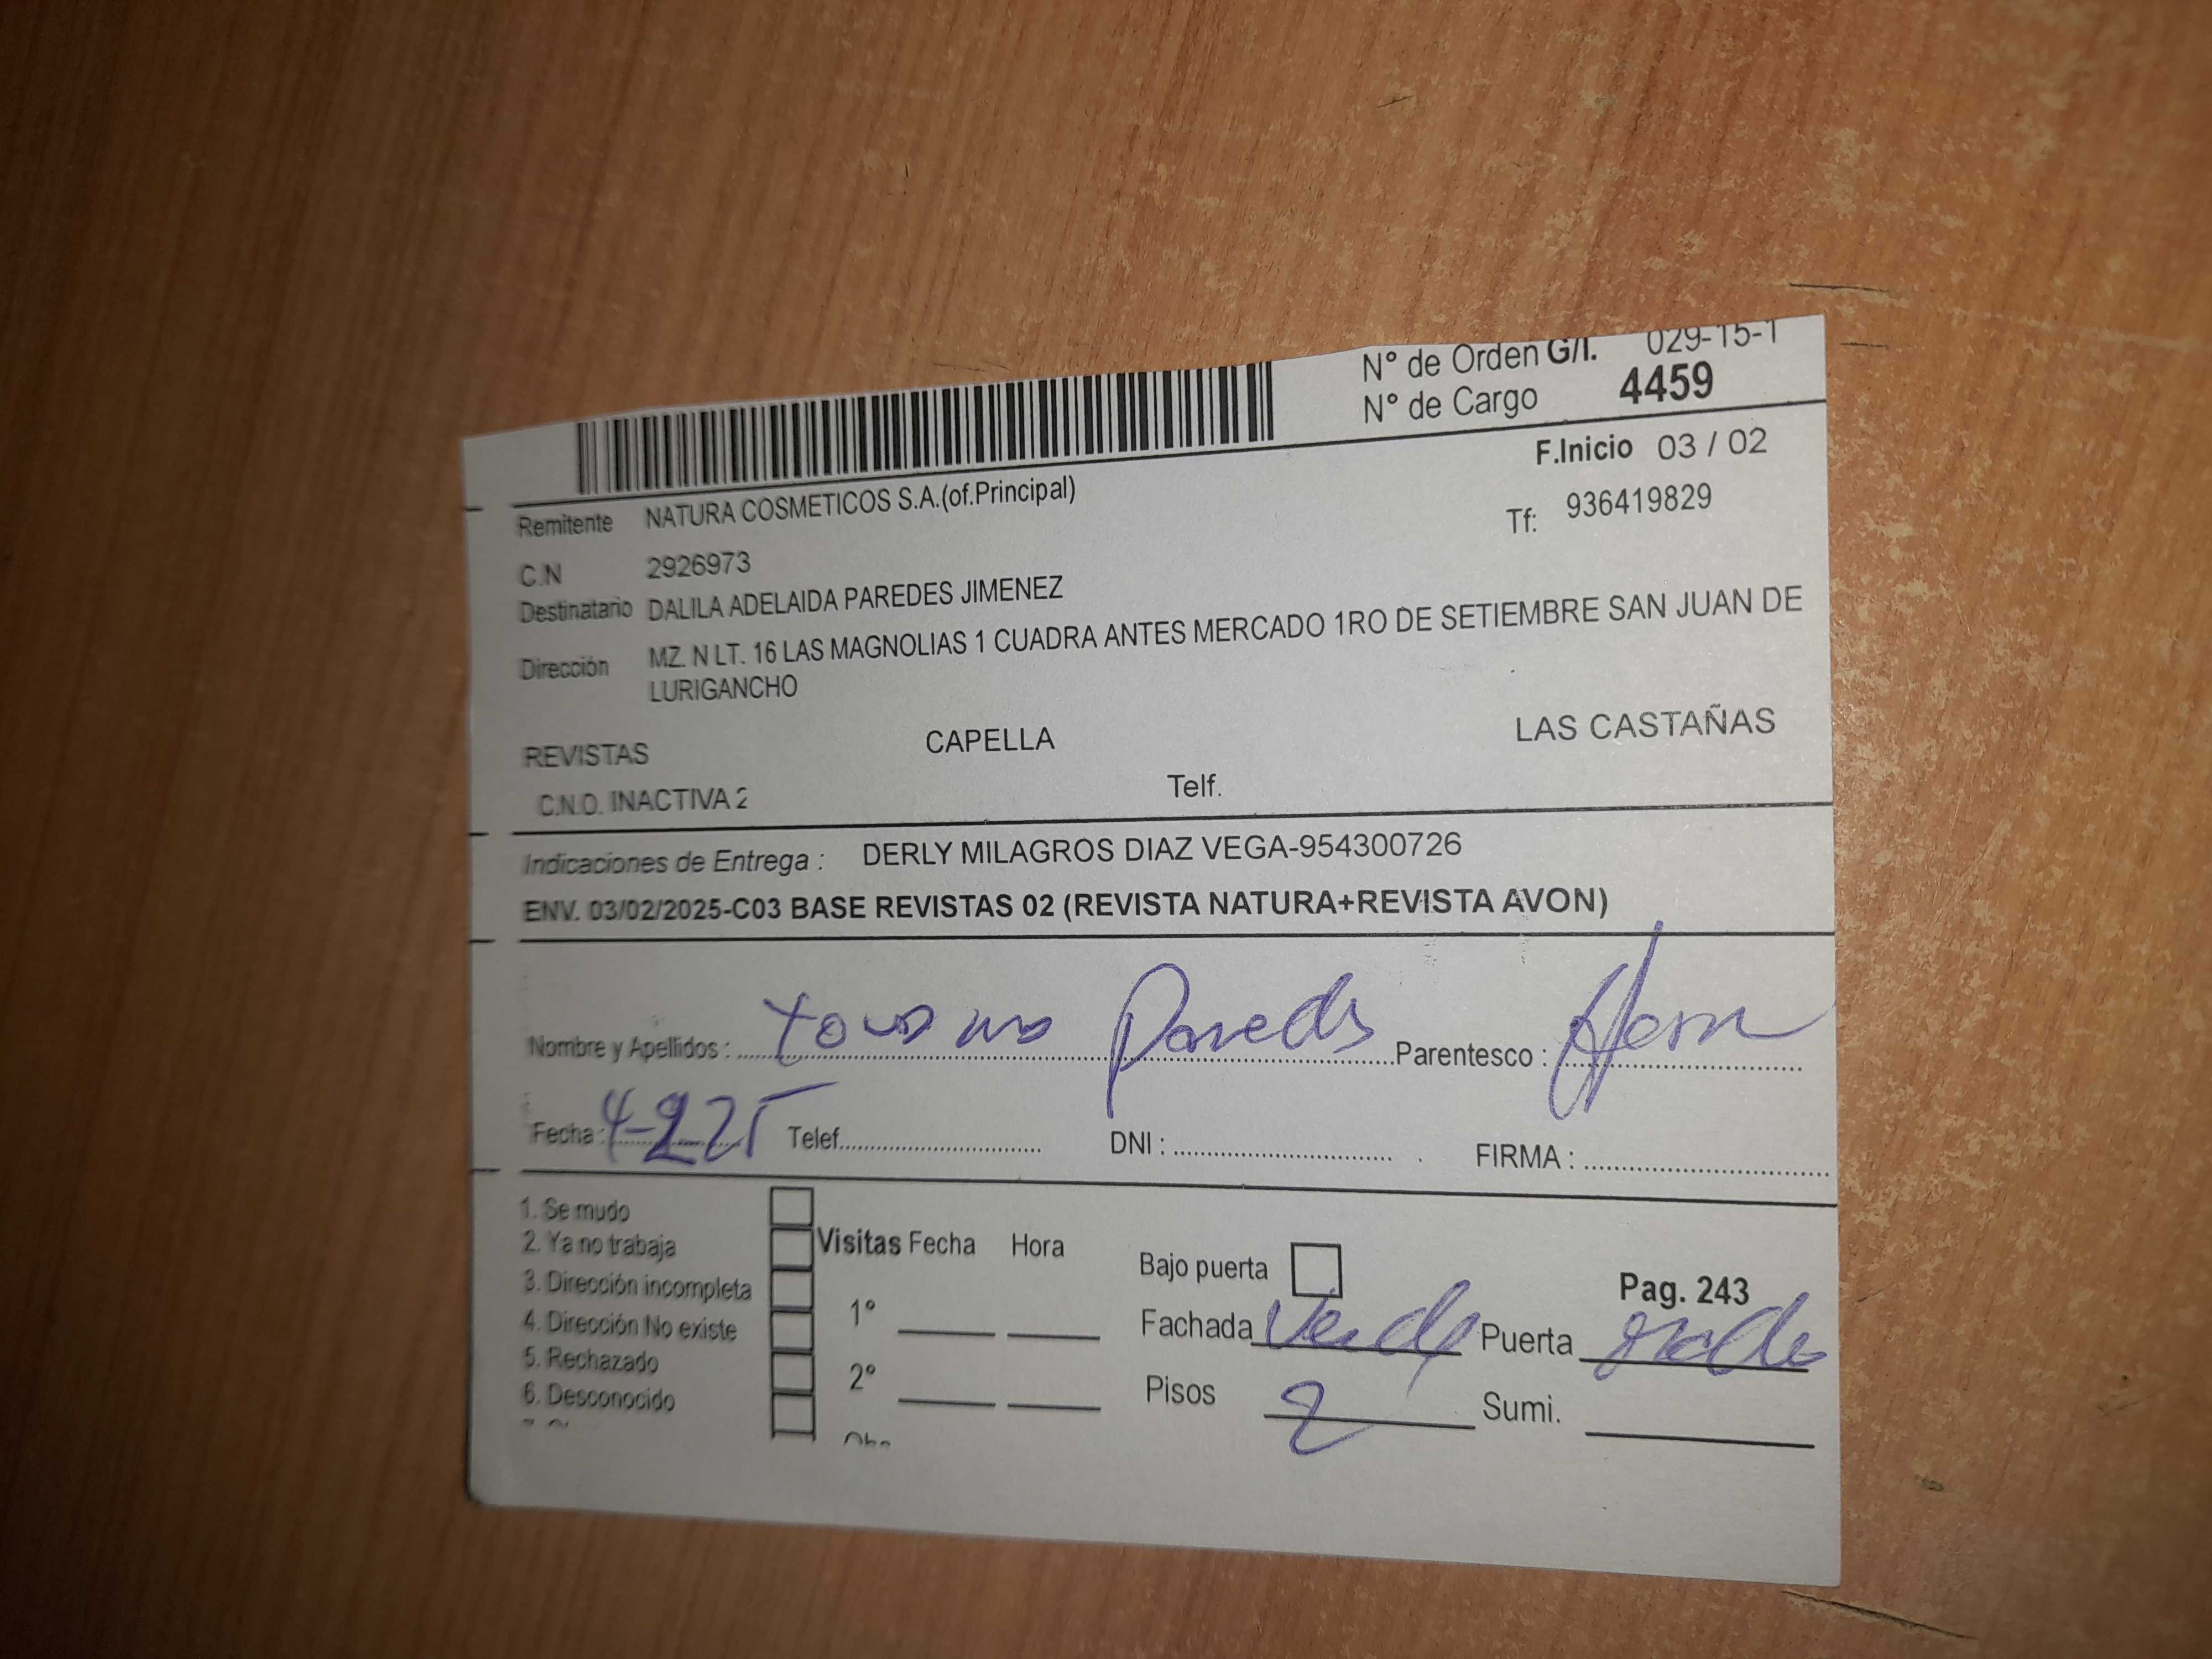 N° de Orden G/I. 029-15-1
N° de Cargo 4459
F.Inicio 03 / 02
Remitente NATURA COSMETICOS S.A.(of.Principal)
Tf: 936419829
C.N 2926973
Destinatario DALILA ADELAIDA PAREDES JIMENEZ
Dirección MZ. N LT. 16 LAS MAGNOLIAS 1 CUADRA ANTES MERCADO 1RO DE SETIEMBRE SAN JUAN DE
LURIGANCHO
REVISTAS CAPELLA LAS CASTAÑAS
C.N.O. INACTIVA 2 Telf.
Indicaciones de Entrega : DERLY MILAGROS DIAZ VEGA-954300726
ENV. 03/02/2025-C03 BASE REVISTAS 02 (REVISTA NATURA+REVISTA AVON)
Nombre y Apellidos : Paredes Parentesco :
Fecha : 4-2-25 Telef. DNI : FIRMA :
1. Se mudo
2. Ya no trabaja
3. Dirección incompleta
4. Dirección No existe
5. Rechazado
6. Desconocido
Visitas Fecha Hora
1°
2°
Bajo puerta
Pag. 243
Fachada Verde Puerta
Pisos 2 Sumi.